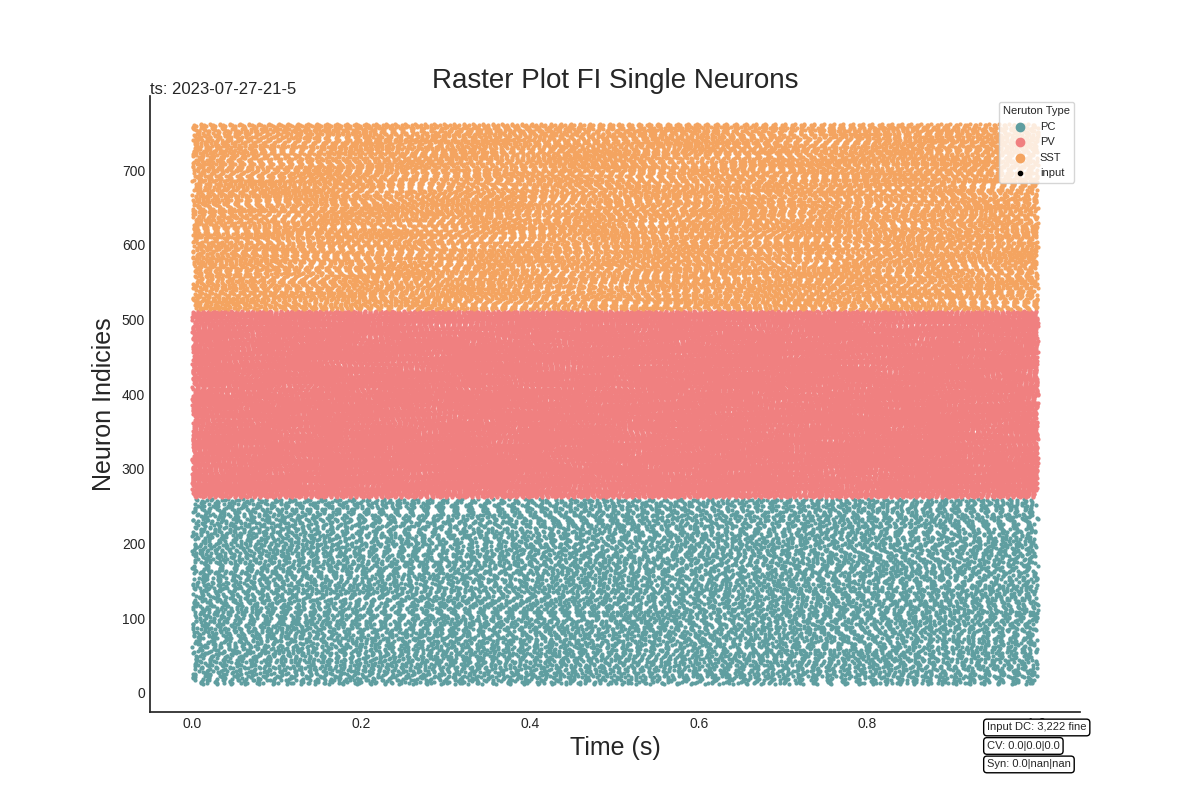 Raster Plot FI Single Neurons
ts: 2023-07-27-21-5
Neruton Type
PC
PV
SST
input
700
600
500
400
300
200
100
0
Neuron Indicies
0.0 0.2 0.4 0.6 0.8
Time (s)
Input DC: 3,222 fine
CV: 0.0|0.0|0.0
Syn: 0.0|nan|nan